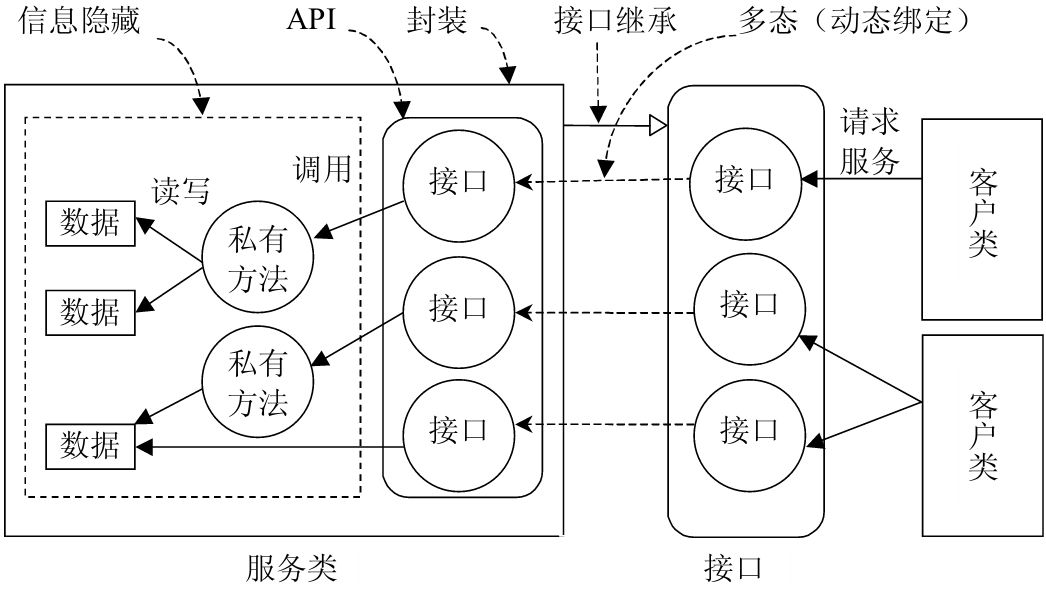 信息隐藏
API
封装
接口继承
多态（动态绑定）
请求
服务
调用
读写
接口
接口
客户类
数据
私有
方法
数据
接口
接口
私有
方法
数据
接口
接口
客户类
服务类
接口